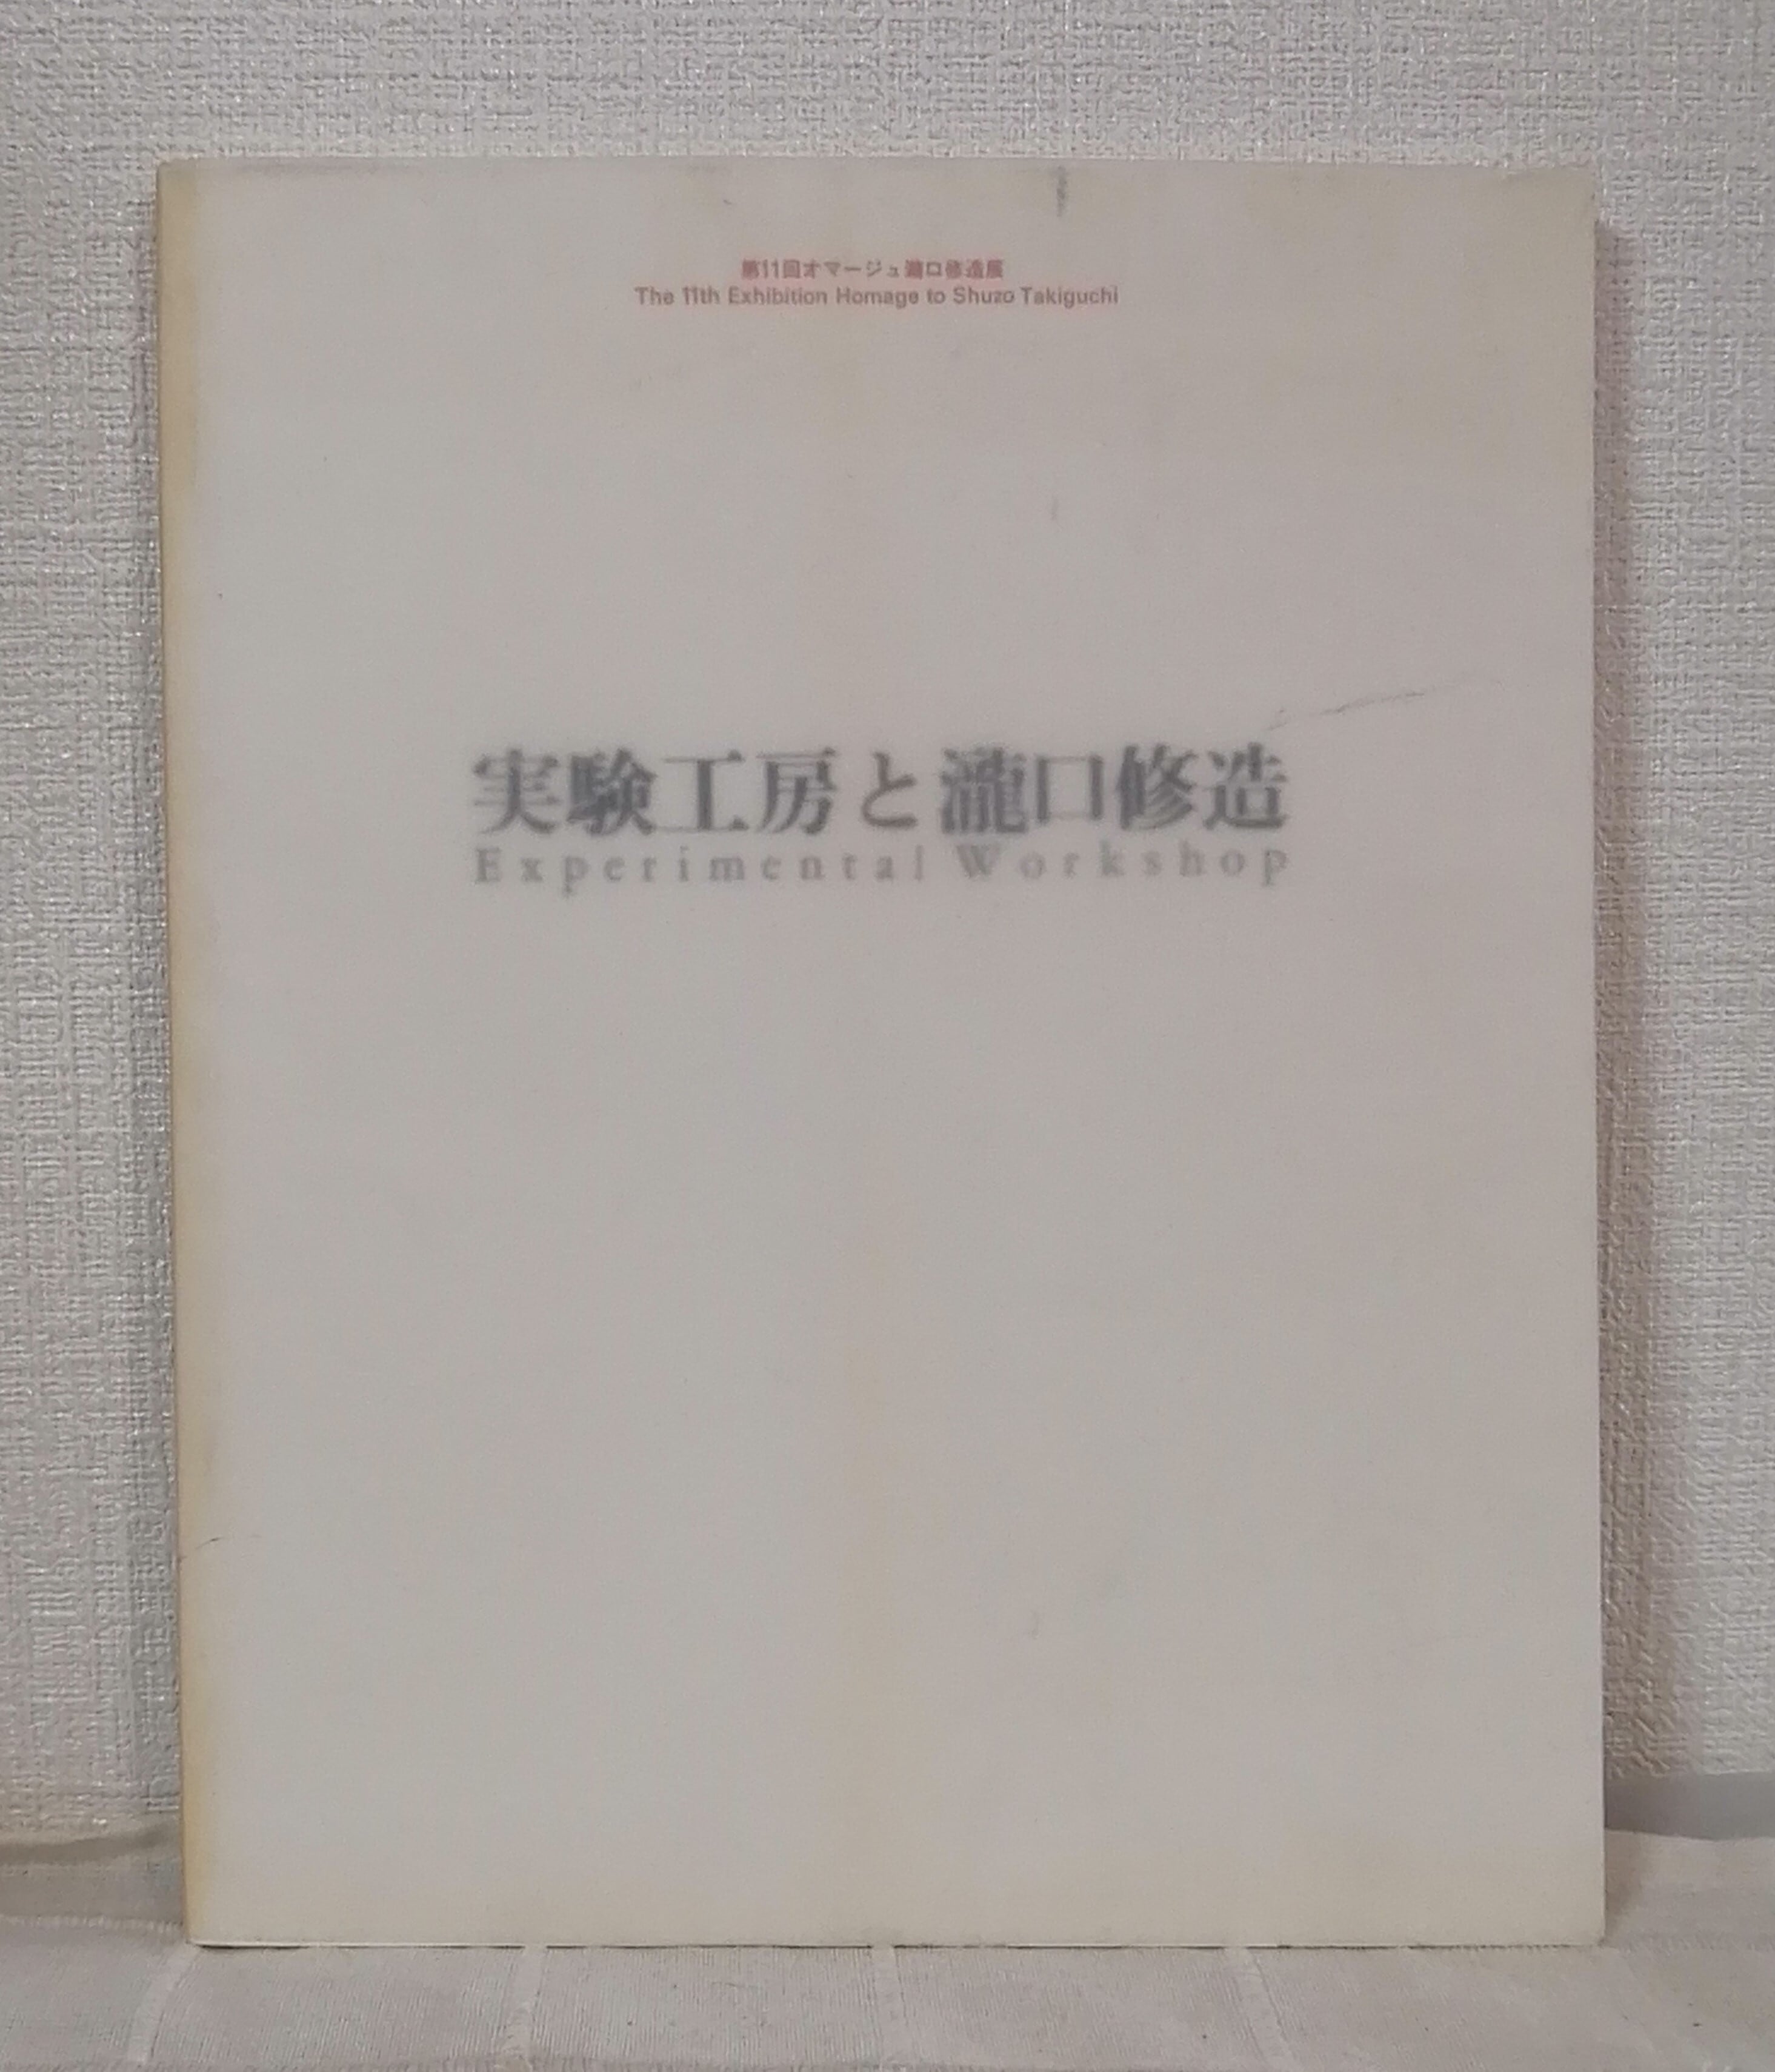 第11回オマージュ瀧口修造展
The 11th Exhibition Homage to Shuzo Takiguchi
実験工房と瀧口修造
Experimental Workshop